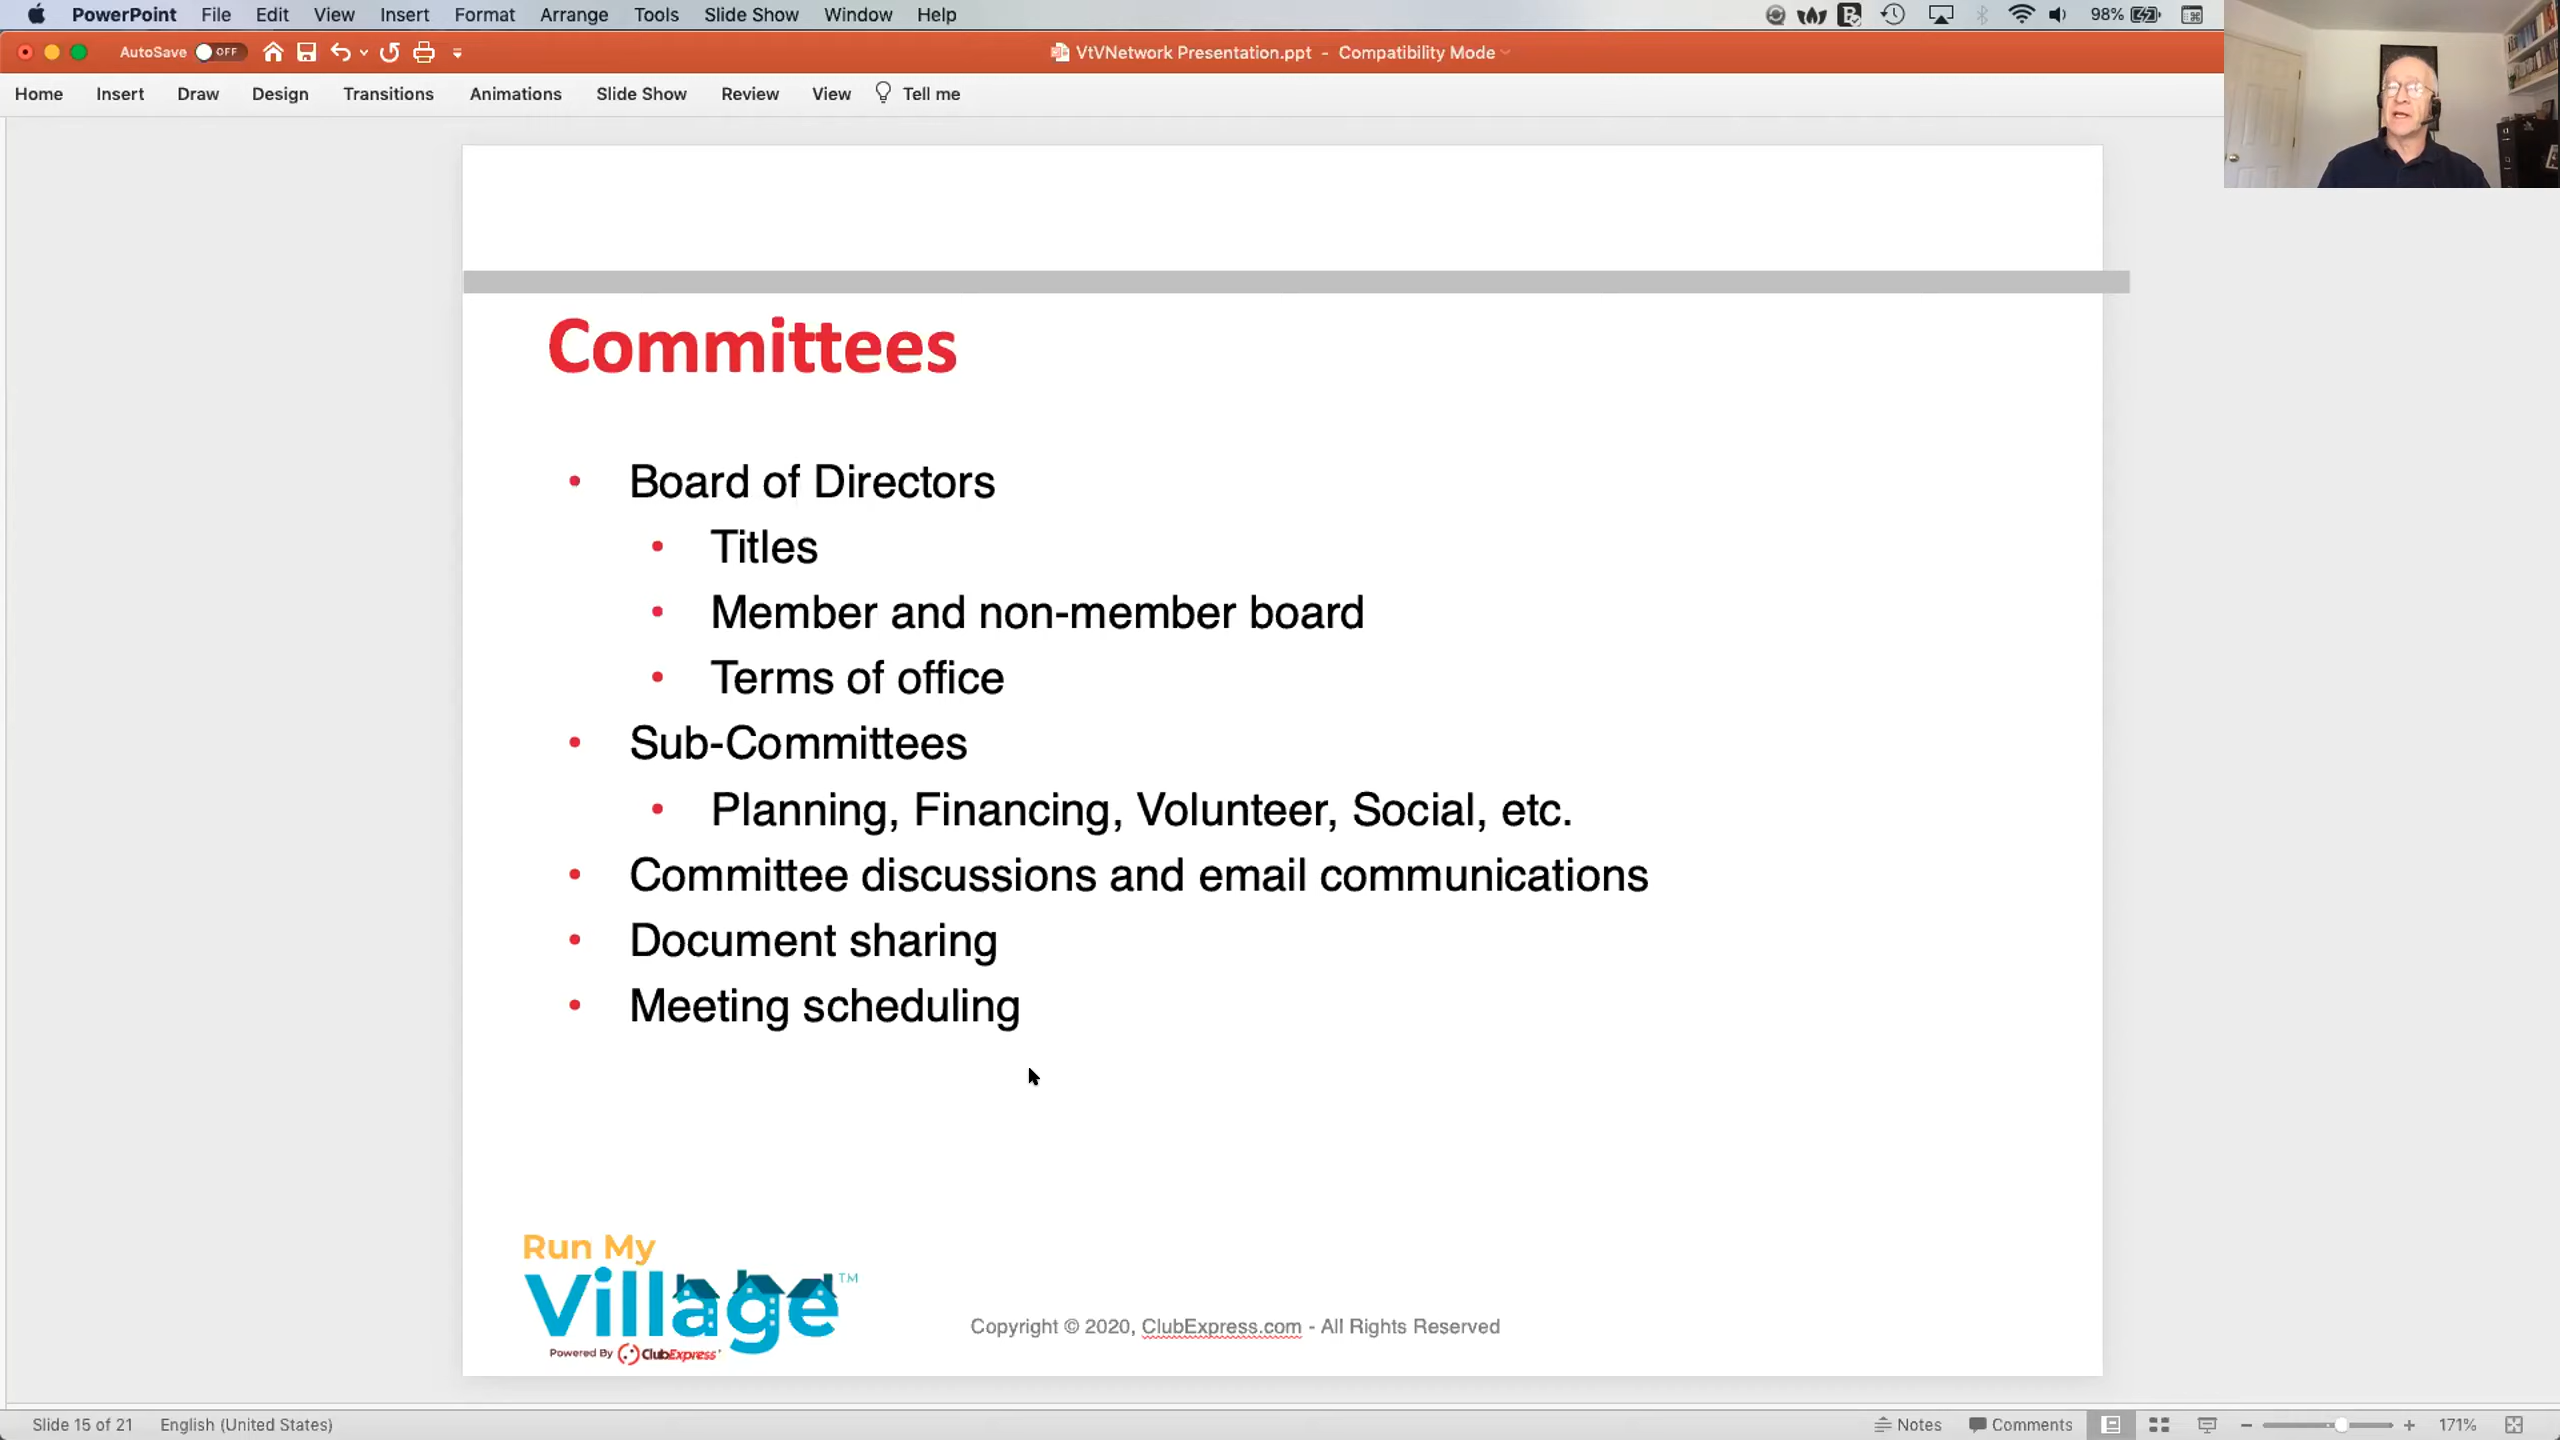 PowerPoint File Edit View Insert Format Arrange Tools Slide Show Window Help 98%
AutoSave OFF VtVNetwork Presentation.ppt - Compatibility Mode
Home Insert Draw Design Transitions Animations Slide Show Review View Tell me
Committees
• Board of Directors
• Titles
• Member and non-member board
• Terms of office
• Sub-Committees
• Planning, Financing, Volunteer, Social, etc.
• Committee discussions and email communications
• Document sharing
• Meeting scheduling
Run My
Village™
Powered By ClubExpress
Copyright © 2020, ClubExpress.com - All Rights Reserved
Slide 15 of 21 English (United States) Notes Comments 171%